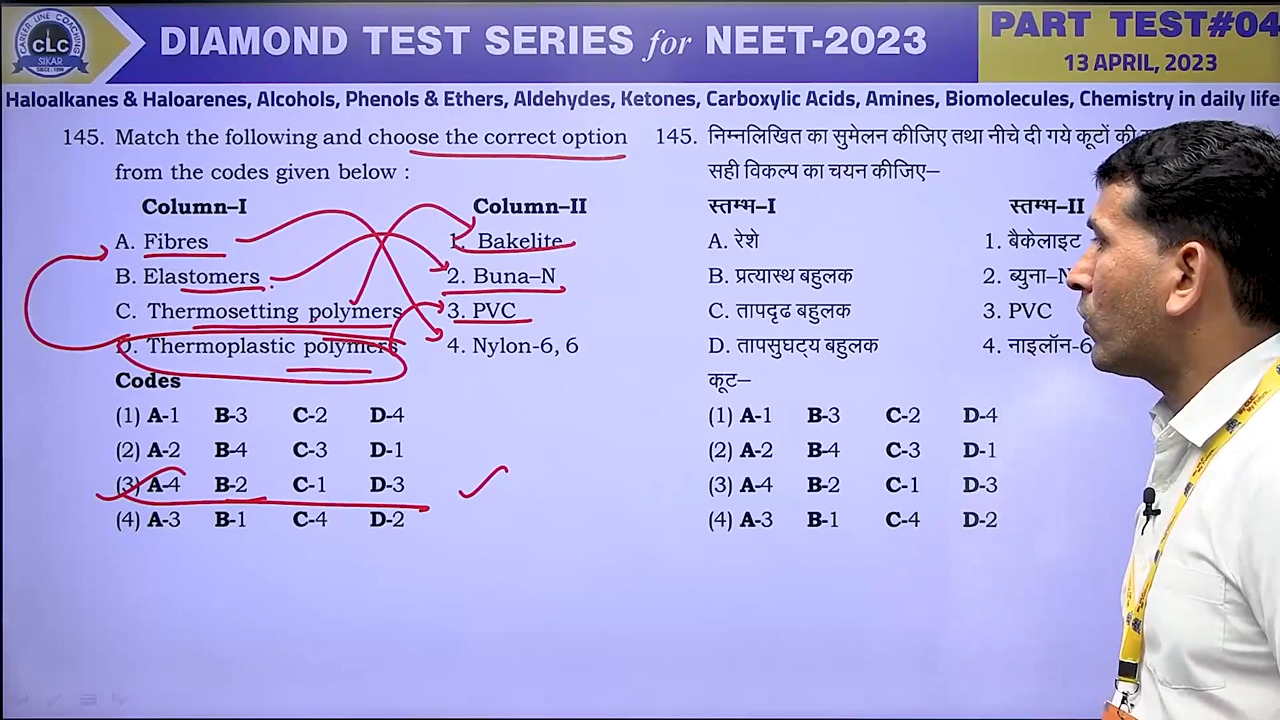 CAREER LINE COACHING
CLC
SIKAR
SINCE : 1996
DIAMOND TEST SERIES for NEET-2023
PART TEST#04
13 APRIL, 2023
Haloalkanes & Haloarenes, Alcohols, Phenols & Ethers, Aldehydes, Ketones, Carboxylic Acids, Amines, Biomolecules, Chemistry in daily life
145. Match the following and choose the correct option
from the codes given below :
Column–I Column–II
A. Fibres 1. Bakelite
B. Elastomers 2. Buna–N
C. Thermosetting polymers 3. PVC
D. Thermoplastic polymers 4. Nylon-6, 6
Codes
(1) A-1 B-3 C-2 D-4
(2) A-2 B-4 C-3 D-1
(3) A-4 B-2 C-1 D-3
(4) A-3 B-1 C-4 D-2
145. निम्नलिखित का सुमेलन कीजिए तथा नीचे दी गये कूटों की
सही विकल्प का चयन कीजिए–
स्तम्भ–I स्तम्भ–II
A. रेशे 1. बैकेलाइट
B. प्रत्यास्थ बहुलक 2. ब्युना–N
C. तापदृढ बहुलक 3. PVC
D. तापसुघट्य बहुलक 4. नाइलॉन-6
कूट–
(1) A-1 B-3 C-2 D-4
(2) A-2 B-4 C-3 D-1
(3) A-4 B-2 C-1 D-3
(4) A-3 B-1 C-4 D-2